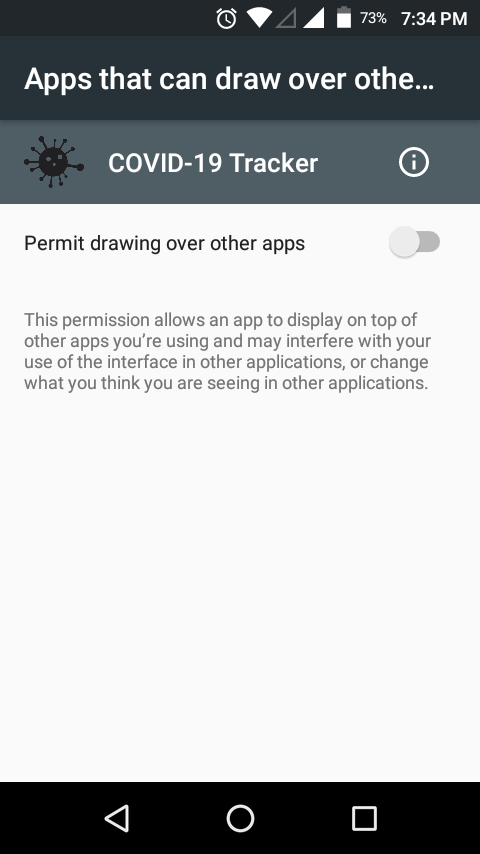 73% 7:34 PM
Apps that can draw over othe...
COVID-19 Tracker
Permit drawing over other apps
This permission allows an app to display on top of
other apps you’re using and may interfere with your
use of the interface in other applications, or change
what you think you are seeing in other applications.